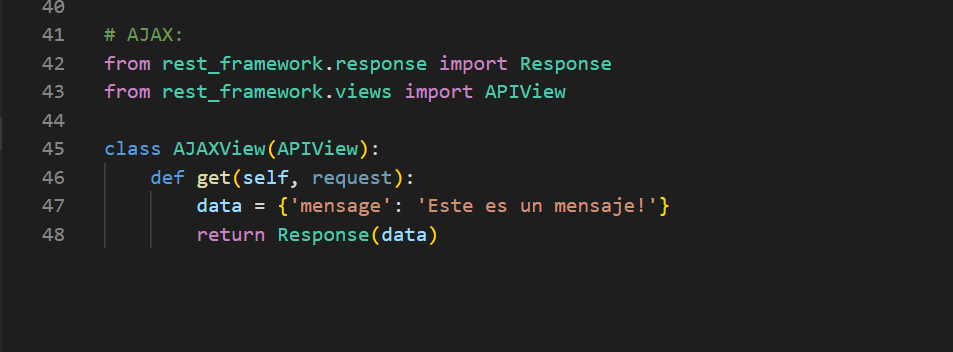 40
41 # AJAX:
42 from rest_framework.response import Response
43 from rest_framework.views import APIView
44
45 class AJAXView(APIView):
46     def get(self, request):
47         data = {'mensage': 'Este es un mensaje!'}
48         return Response(data)